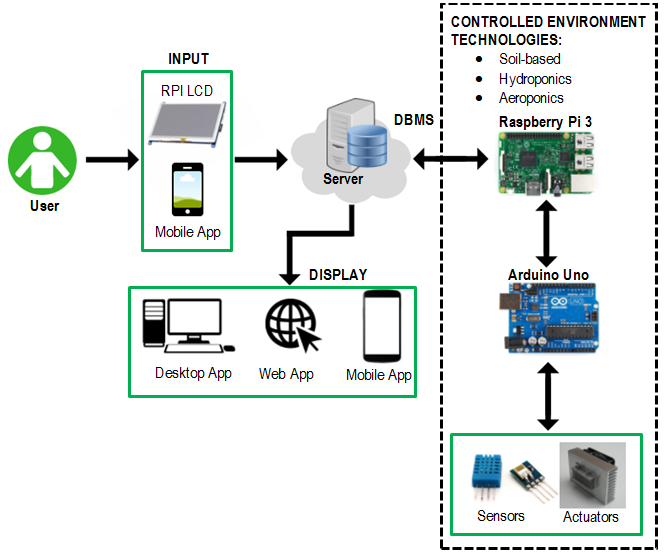 CONTROLLED ENVIRONMENT
TECHNOLOGIES:
● Soil-based
● Hydroponics
● Aeroponics
INPUT
RPI LCD
Mobile App
User
Server
DBMS
Raspberry Pi 3
DISPLAY
Desktop App
Web App
Mobile App
Arduino Uno
UNO
Sensors
Actuators